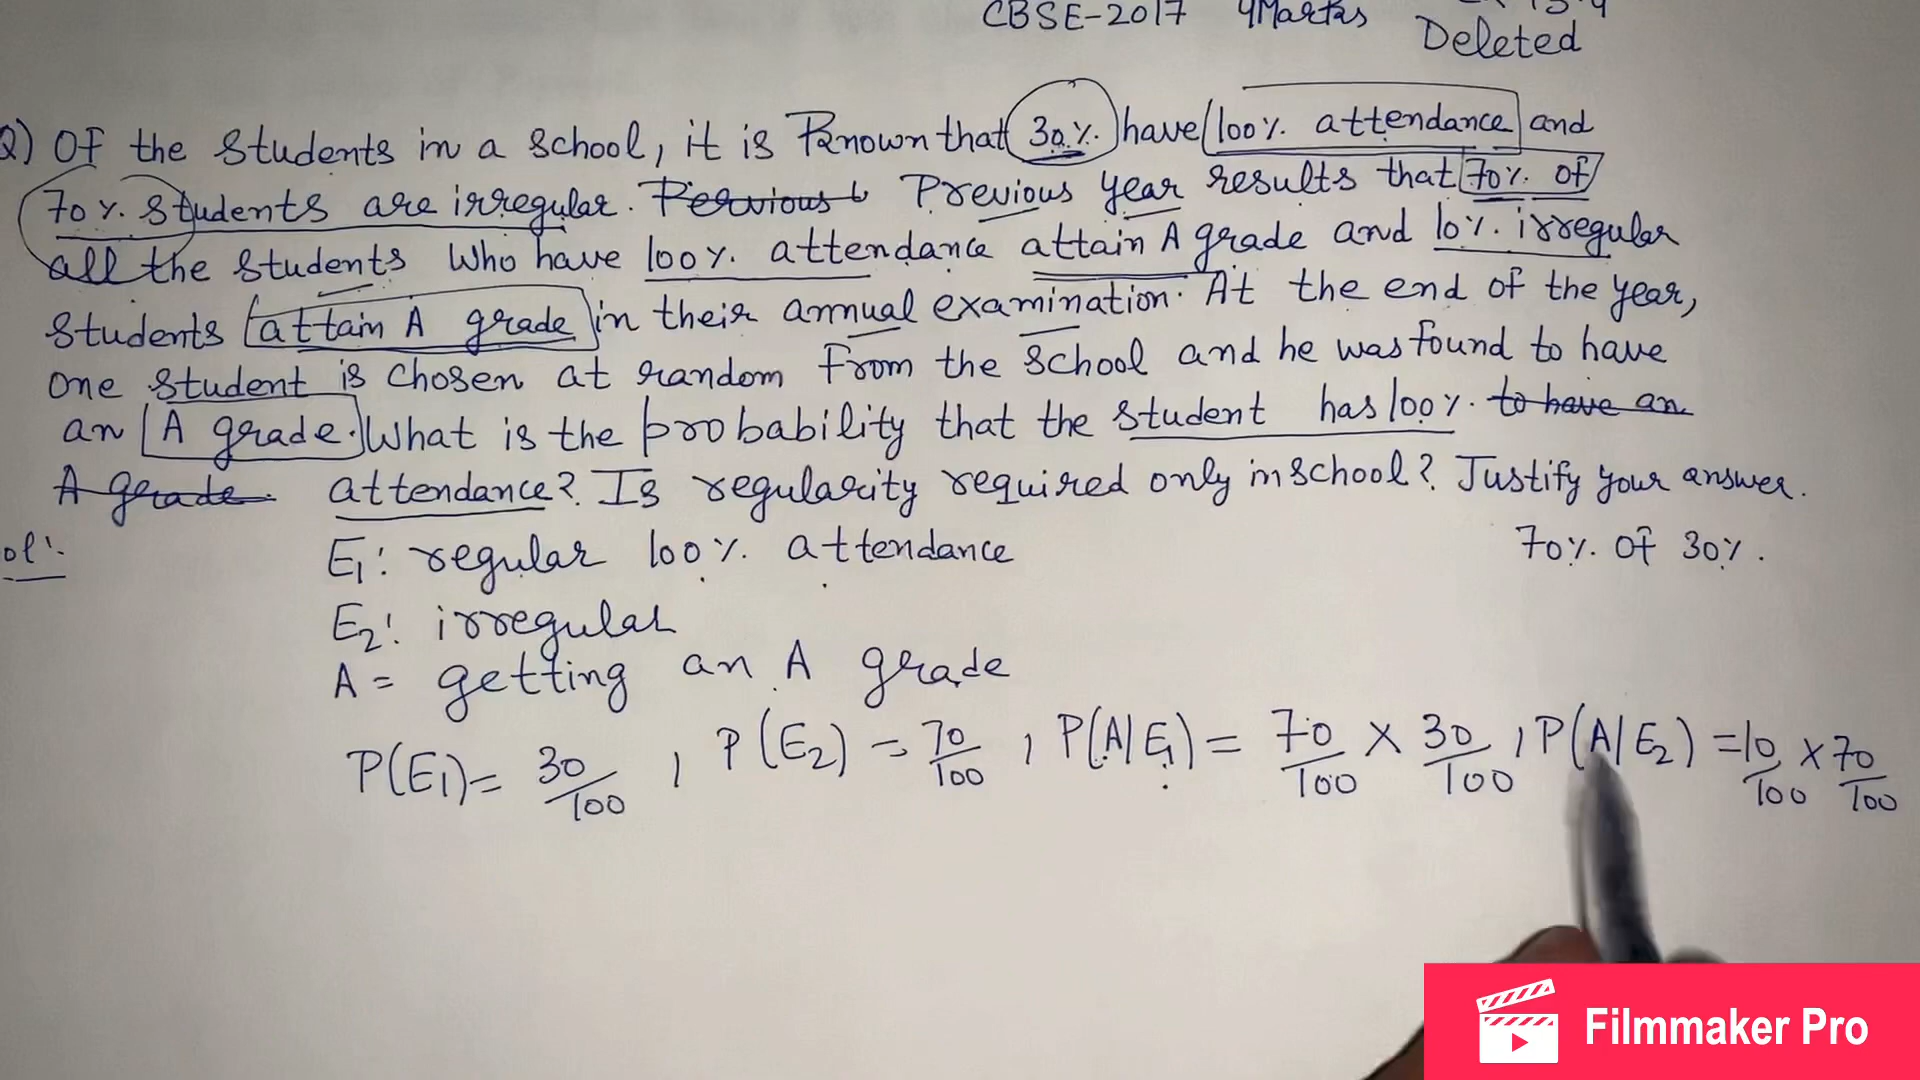 CBSE-2017 4Marks
Deleted
Q) Of the students in a school, it is known that 30% have 100% attendance and
70% students are irregular. Pervious Previous year results that 70% of
all the students who have 100% attendance attain A grade and 10% irregular
students attain A grade in their annual examination. At the end of the year,
one student is chosen at random from the school and he was found to have
an A grade. What is the probability that the student has 100% to have an
A grade. attendance? Is regularity required only in school? Justify your answer.
ol':- E1: regular 100% attendance 70% of 30%.
E2: irregular
A = getting an A grade
P(E1) = 30/100 , P(E2) = 70/100 , P(A|E1) = 70/100 × 30/100 , P(A|E2) = 10/100 × 70/100
Filmmaker Pro